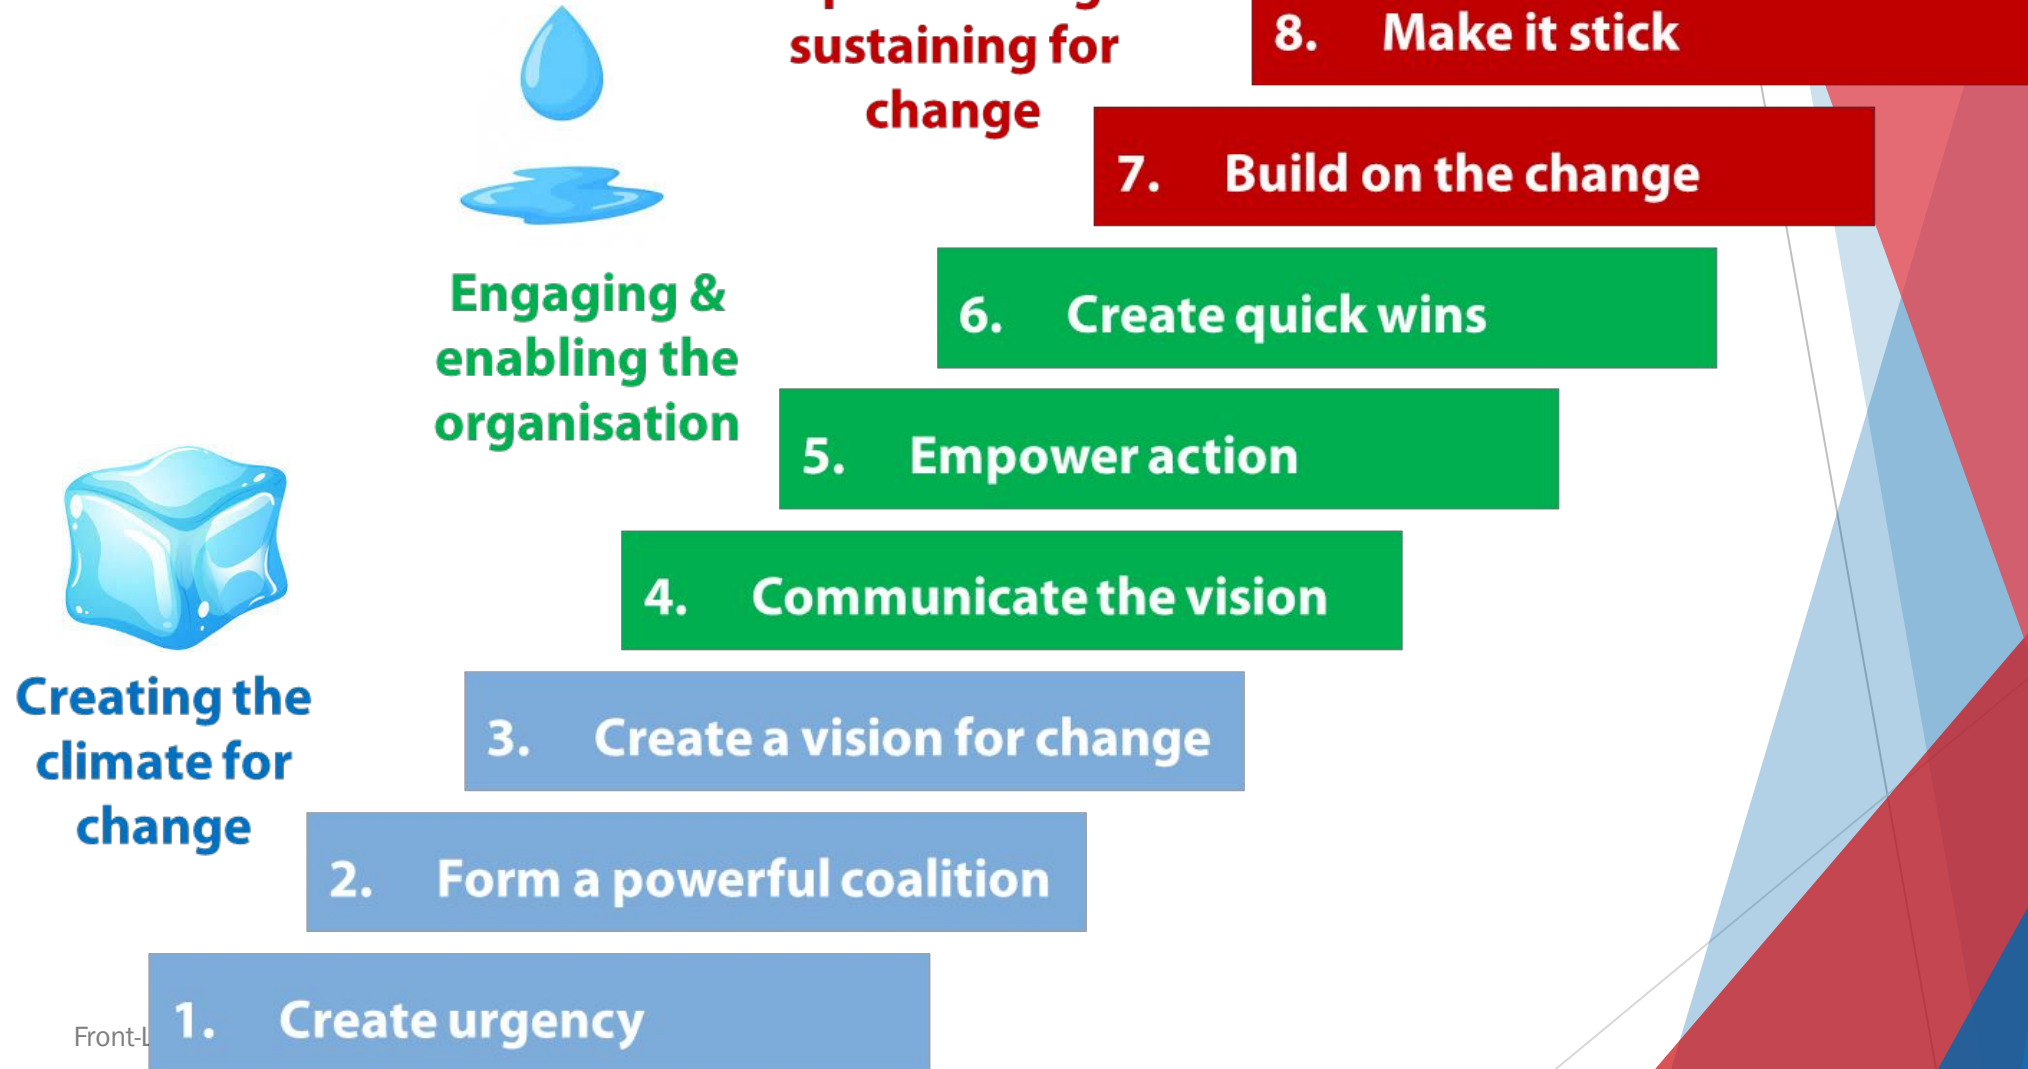 sustaining for
change
8. Make it stick
7. Build on the change
Engaging &
enabling the
organisation
6. Create quick wins
5. Empower action
4. Communicate the vision
Creating the
climate for
change
3. Create a vision for change
2. Form a powerful coalition
1. Create urgency
Front-L